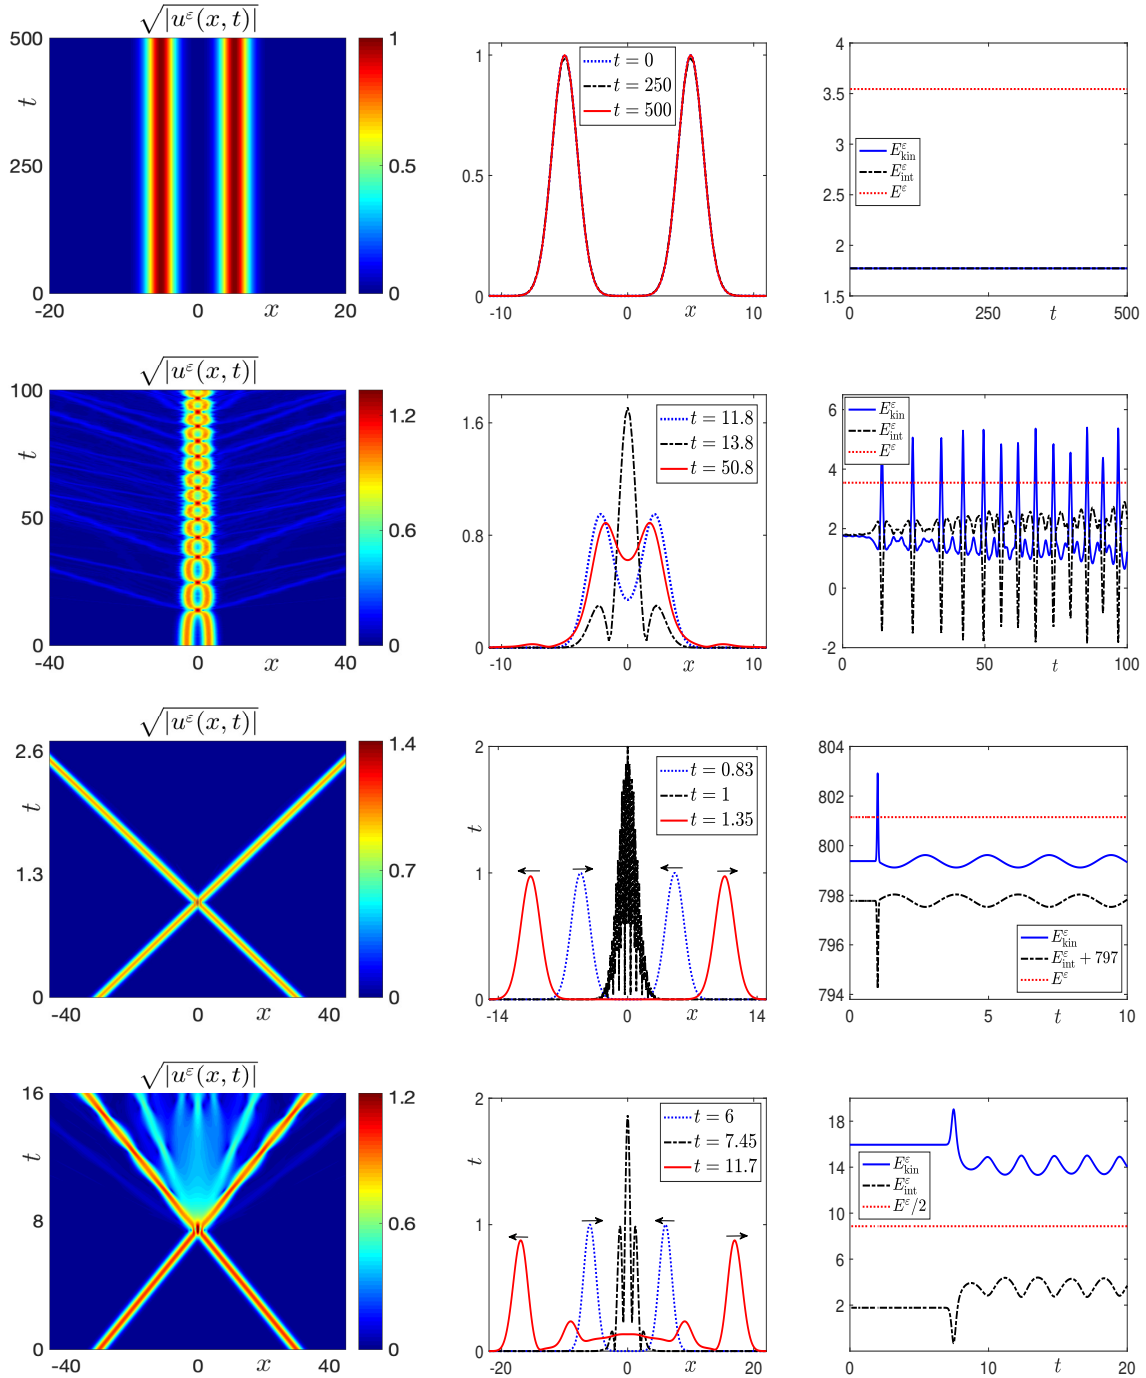 √|uᵋ(x, t)|
500
250
0
t
-20 0 x 20
1
0.5
0
1
0.5
0
t = 0
t = 250
t = 500
-10 0 x 10
4
3.5
3
2.5
2
1.5
E^ε_kin
E^ε_int
E^ε
0 250 t 500
√|uᵋ(x, t)|
100
50
0
t
-40 0 x 40
1.2
0.6
0
1.6
0.8
0
t = 11.8
t = 13.8
t = 50.8
-10 0 x 10
6
4
2
0
-2
E^ε_kin
E^ε_int
E^ε
0 50 t 100
√|uᵋ(x, t)|
2.6
1.3
0
t
-40 0 x 40
1.4
0.7
0
2
1
0
t
t = 0.83
t = 1
t = 1.35
-14 0 x 14
804
802
800
798
796
794
E^ε_kin
E^ε_int + 797
E^ε
0 5 t 10
√|uᵋ(x, t)|
16
8
0
t
-40 0 x 40
1.2
0.6
0
2
1
0
t
t = 6
t = 7.45
t = 11.7
-20 0 x 20
18
14
10
6
2
E^ε_kin
E^ε_int
E^ε/2
0 10 t 20